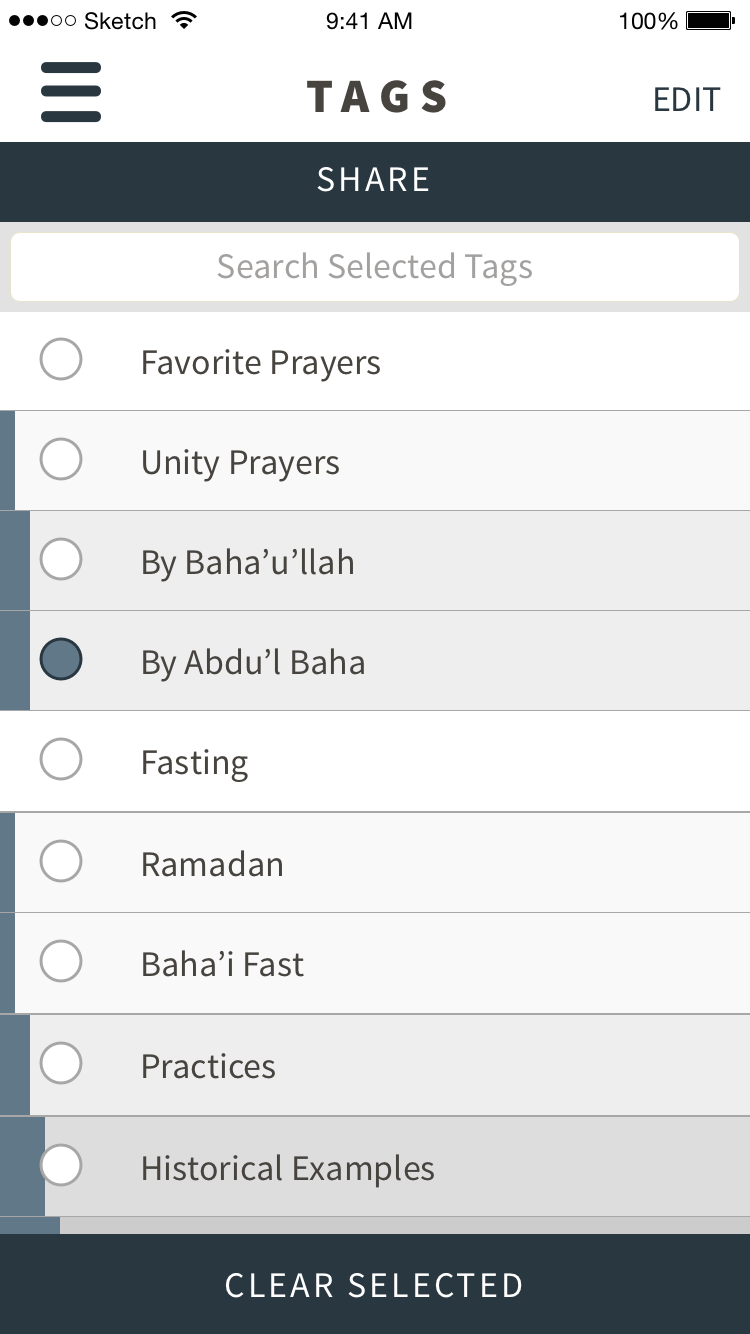 Sketch 9:41 AM 100%
TAGS EDIT
SHARE
Search Selected Tags
Favorite Prayers
Unity Prayers
By Baha’u’llah
By Abdu’l Baha
Fasting
Ramadan
Baha’i Fast
Practices
Historical Examples
CLEAR SELECTED